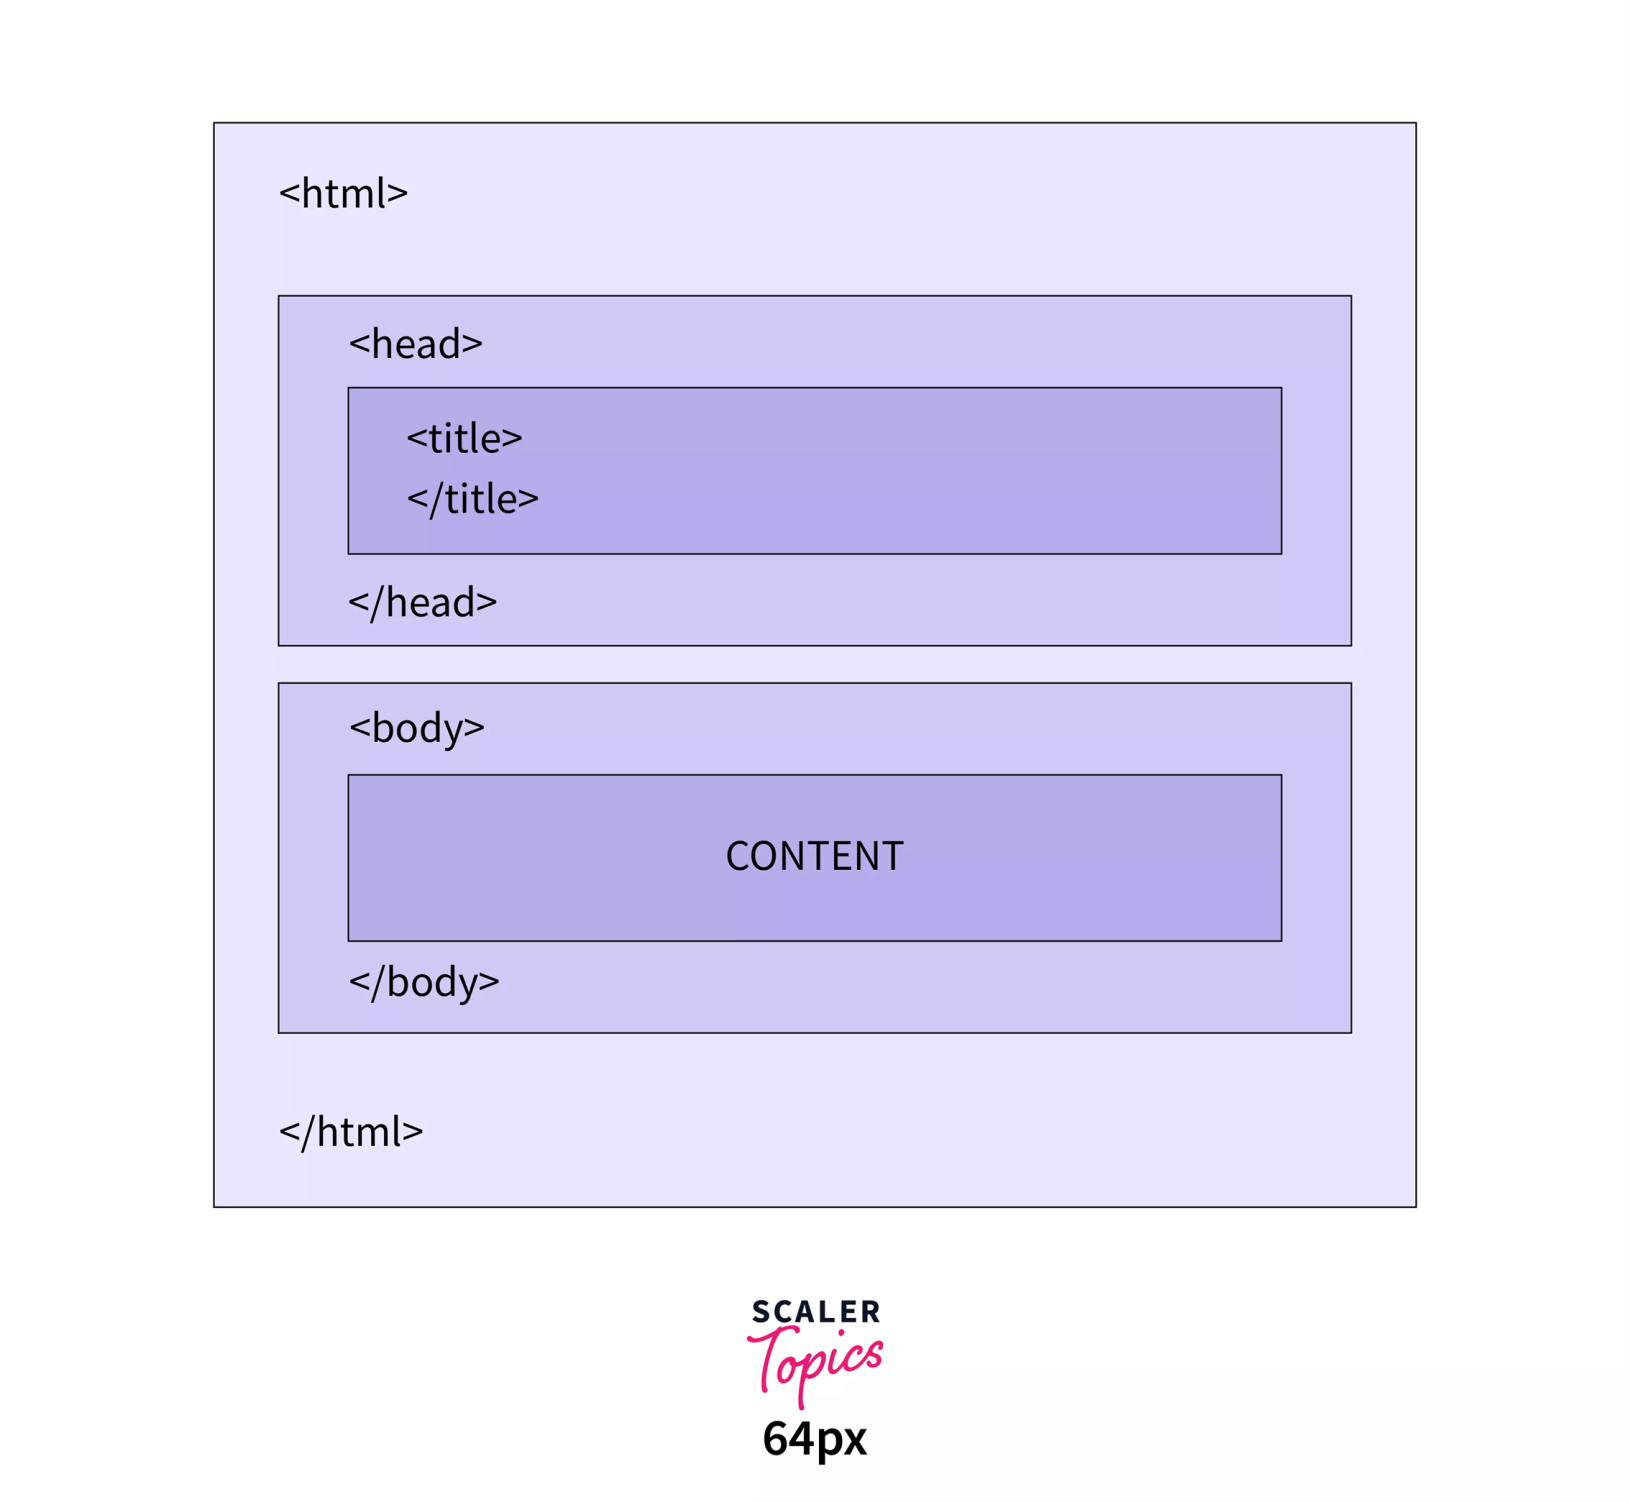 <html>
<head>
<title>
</title>
</head>
<body>
CONTENT
</body>
</html>
SCALER
Topics
64px